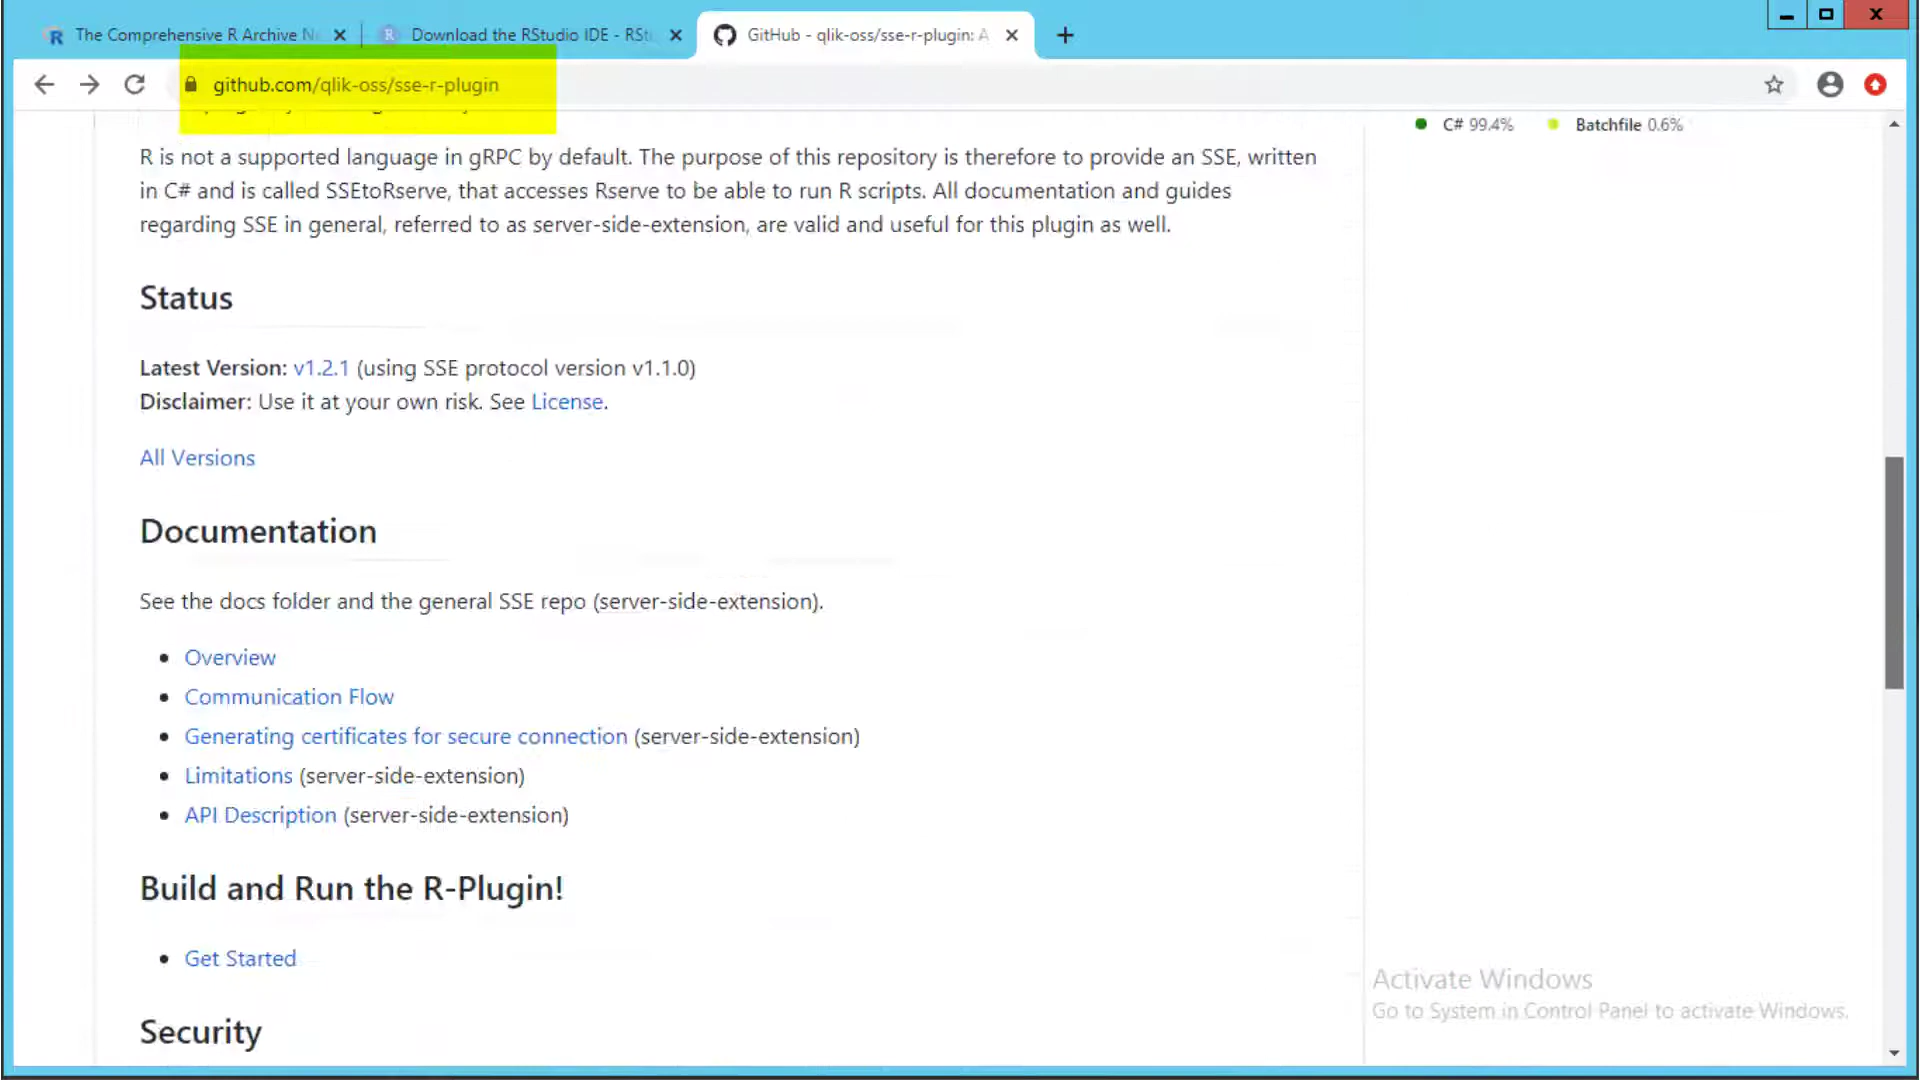 The Comprehensive R Archive N
Download the RStudio IDE - RSt
GitHub - qlik-oss/sse-r-plugin: A
github.com/qlik-oss/sse-r-plugin
C# 99.4% Batchfile 0.6%
R is not a supported language in gRPC by default. The purpose of this repository is therefore to provide an SSE, written
in C# and is called SSEtoRserve, that accesses Rserve to be able to run R scripts. All documentation and guides
regarding SSE in general, referred to as server-side-extension, are valid and useful for this plugin as well.
Status
Latest Version: v1.2.1 (using SSE protocol version v1.1.0)
Disclaimer: Use it at your own risk. See License.
All Versions
Documentation
See the docs folder and the general SSE repo (server-side-extension).
Overview
Communication Flow
Generating certificates for secure connection (server-side-extension)
Limitations (server-side-extension)
API Description (server-side-extension)
Build and Run the R-Plugin!
Get Started
Security
Activate Windows
Go to System in Control Panel to activate Windows.